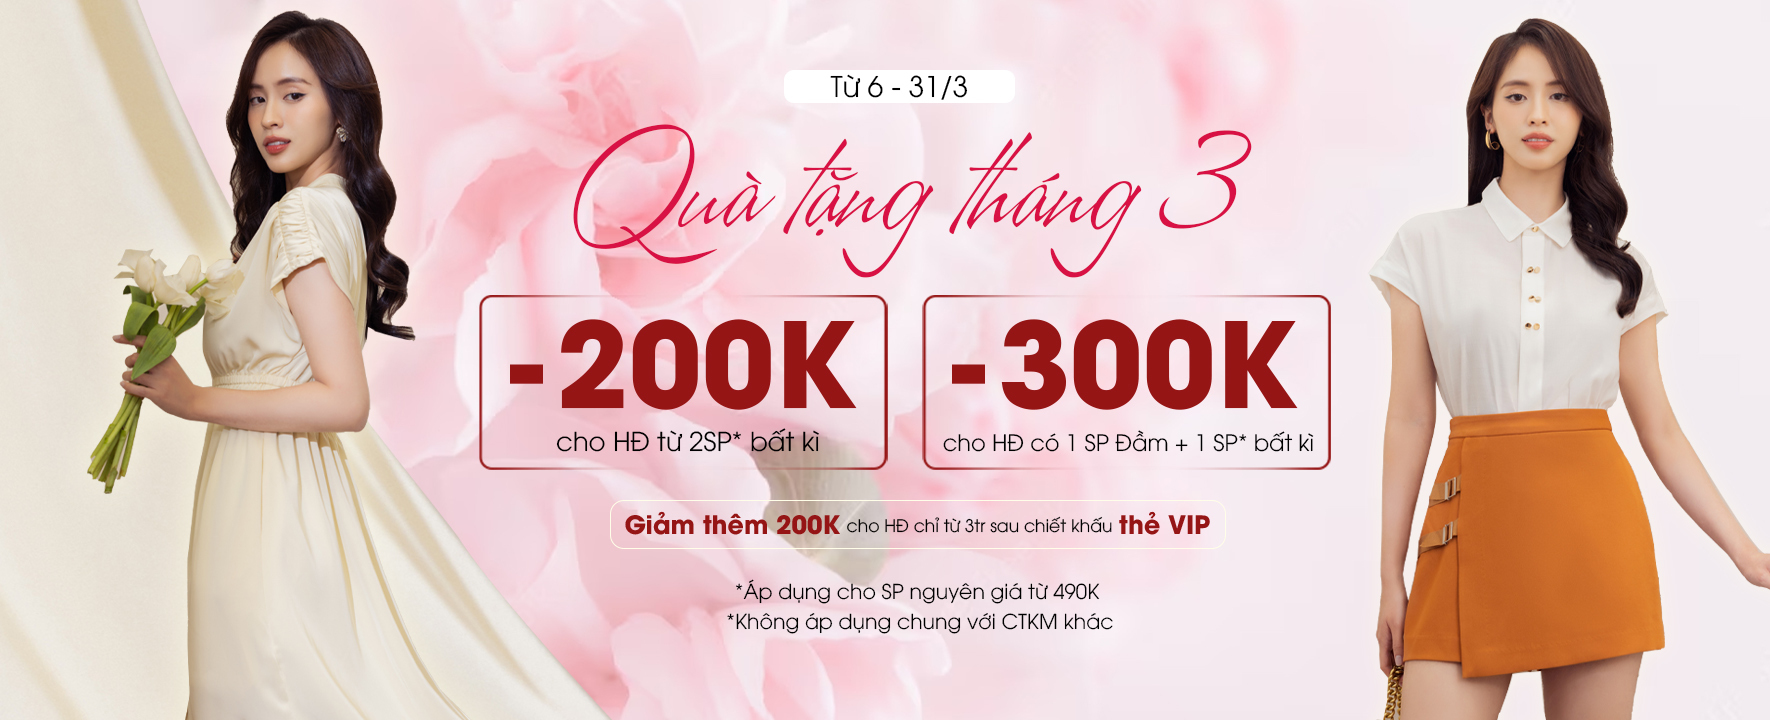 Từ 6 - 31/3
Quà tặng tháng 3
-200K
cho HĐ từ 2SP* bất kì
-300K
cho HĐ có 1 SP Đầm + 1 SP* bất kì
Giảm thêm 200K cho HĐ chỉ từ 3tr sau chiết khấu thẻ VIP
*Áp dụng cho SP nguyên giá từ 490K
*Không áp dụng chung với CTKM khác